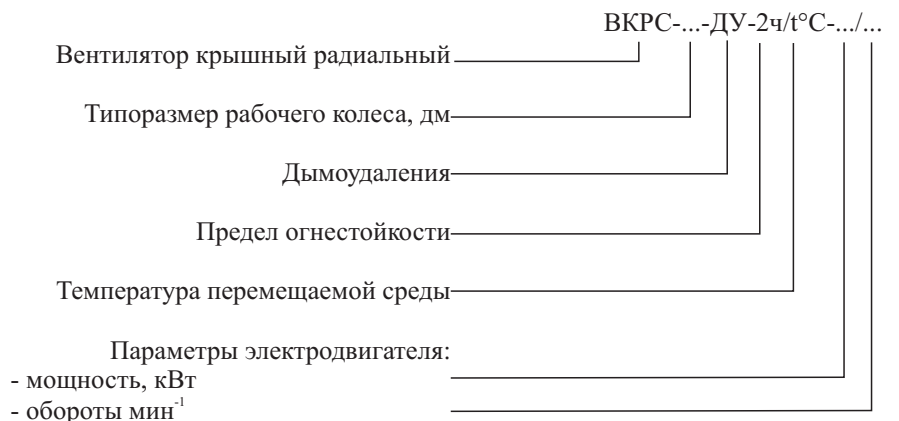 ВКРС-...-ДУ-2ч/t°С-.../...
Вентилятор крышный радиальный
Типоразмер рабочего колеса, дм
Дымоудаления
Предел огнестойкости
Температура перемещаемой среды
Параметры электродвигателя:
- мощность, кВт
- обороты мин⁻¹